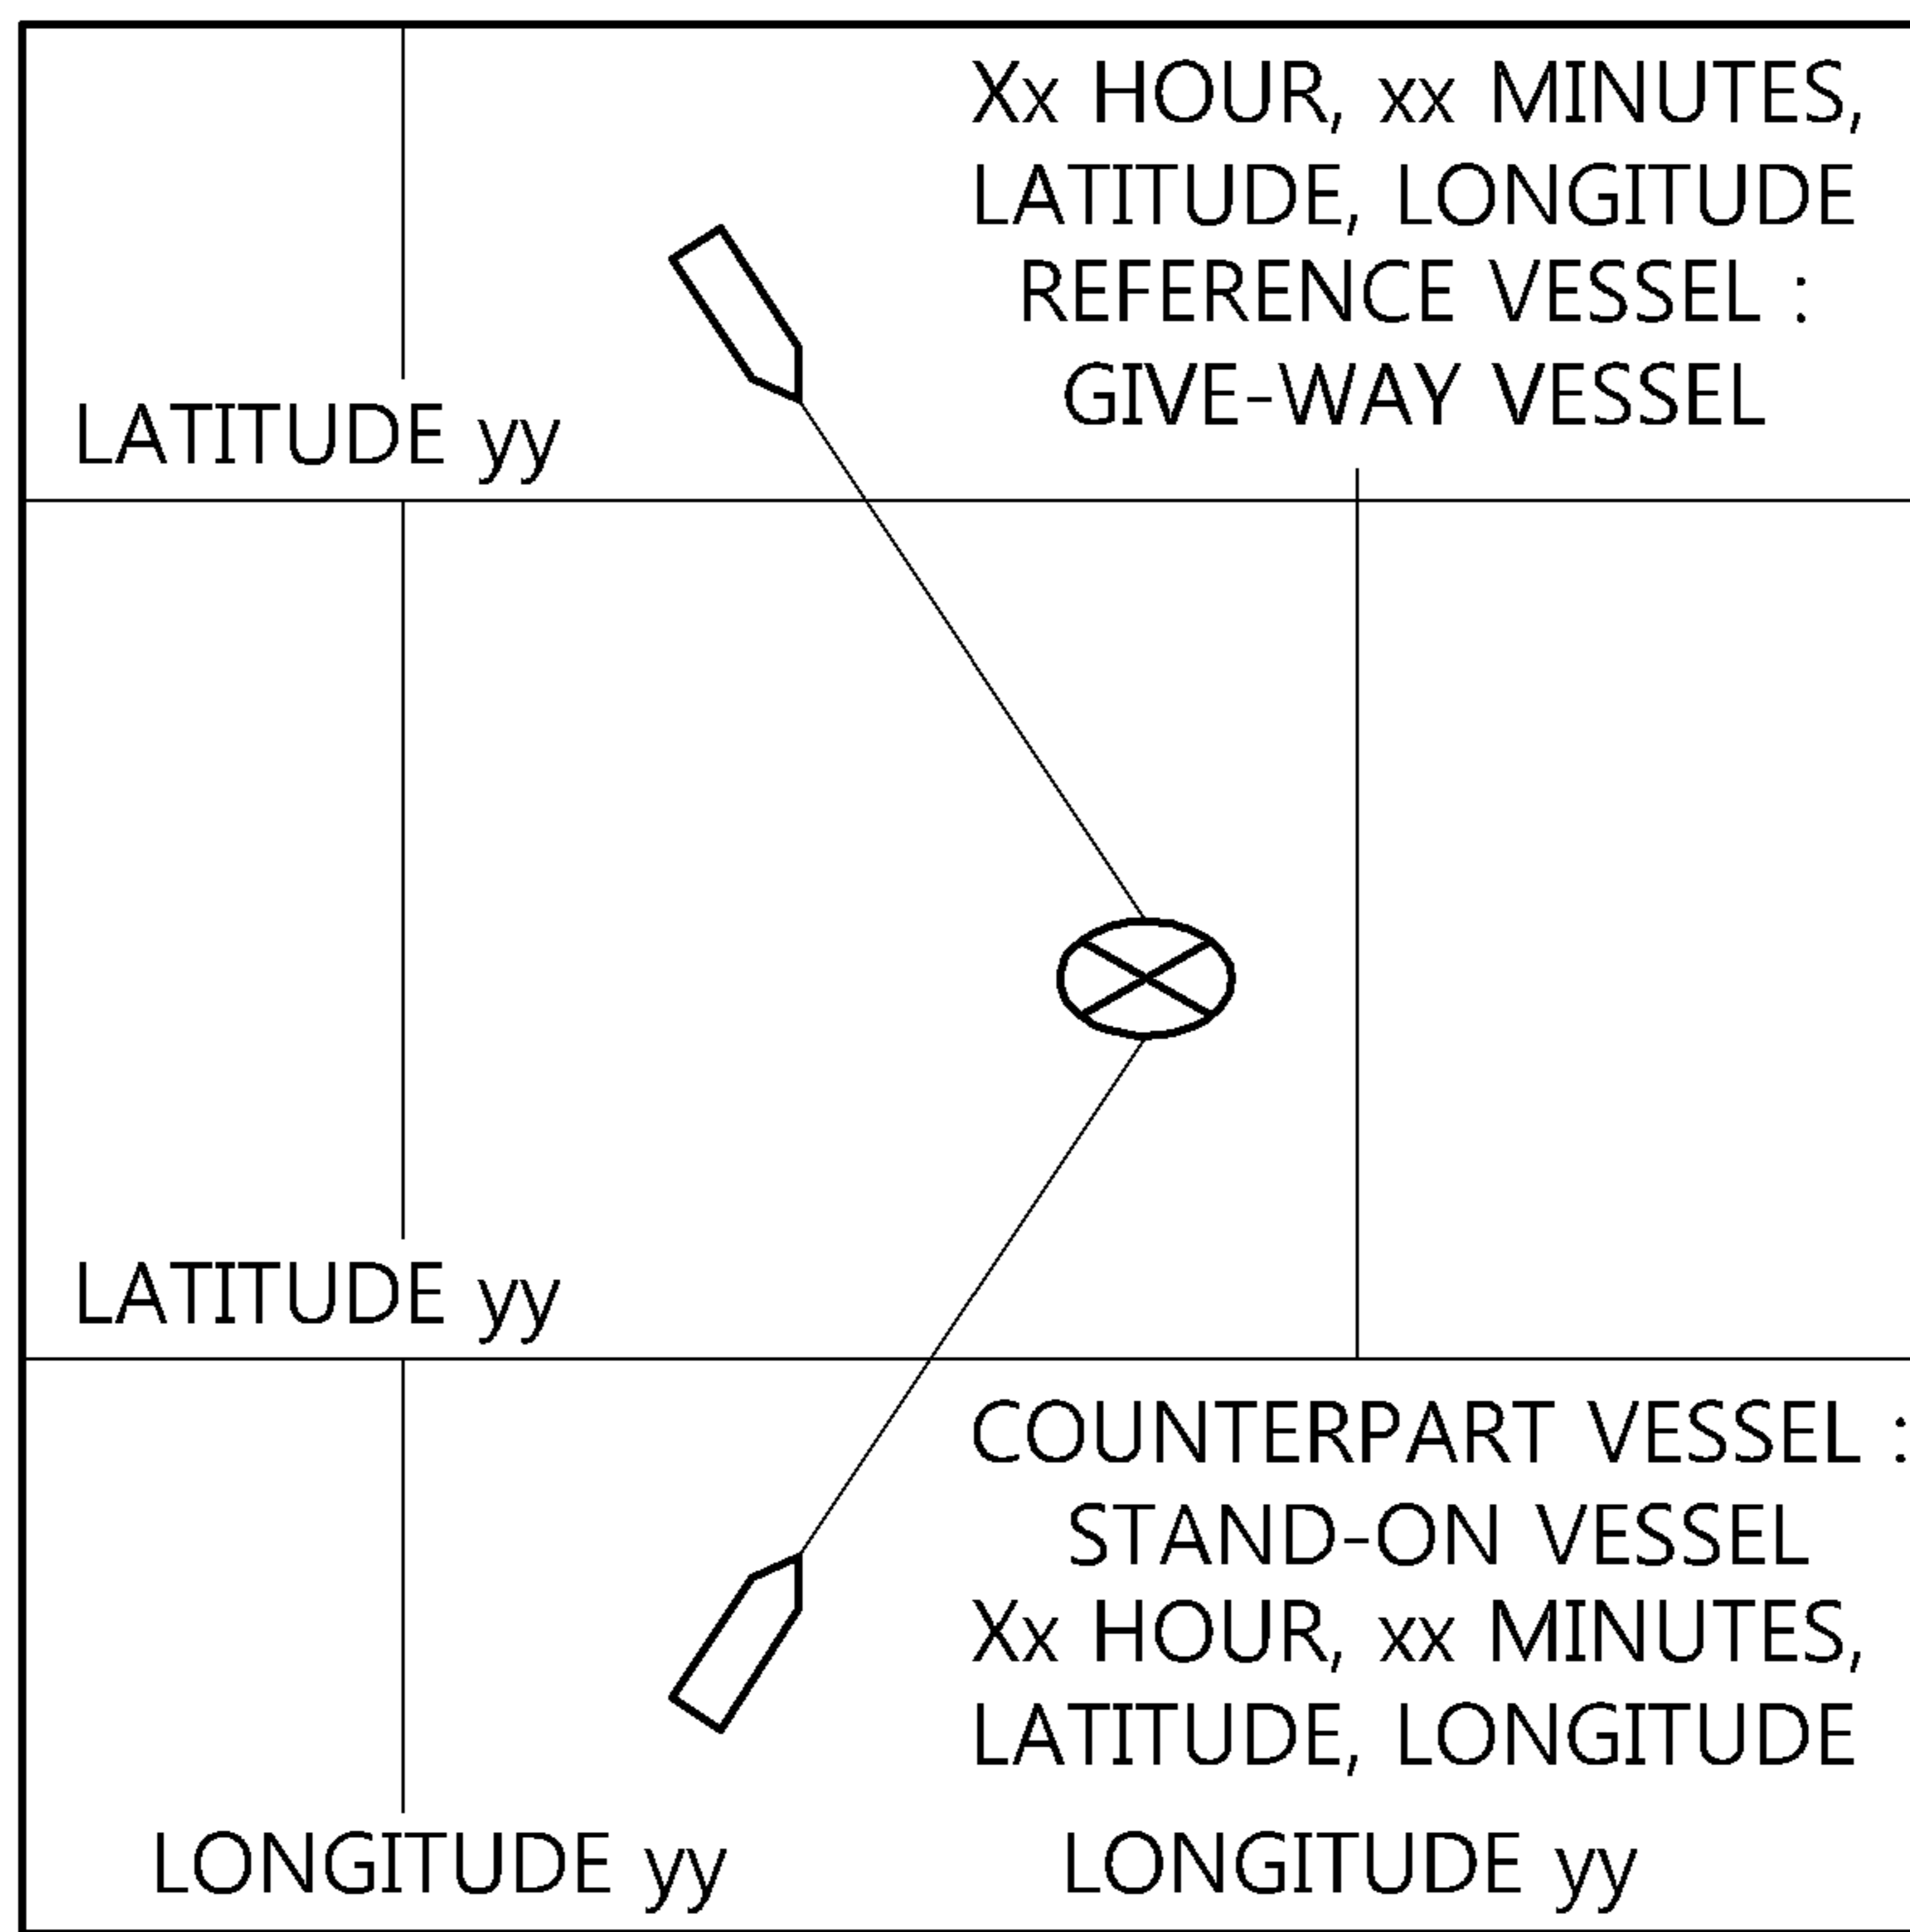 Xx HOUR, xx MINUTES,
LATITUDE, LONGITUDE
REFERENCE VESSEL :
GIVE-WAY VESSEL
LATITUDE yy
LATITUDE yy
COUNTERPART VESSEL :
STAND-ON VESSEL
Xx HOUR, xx MINUTES,
LATITUDE, LONGITUDE
LONGITUDE yy LONGITUDE yy